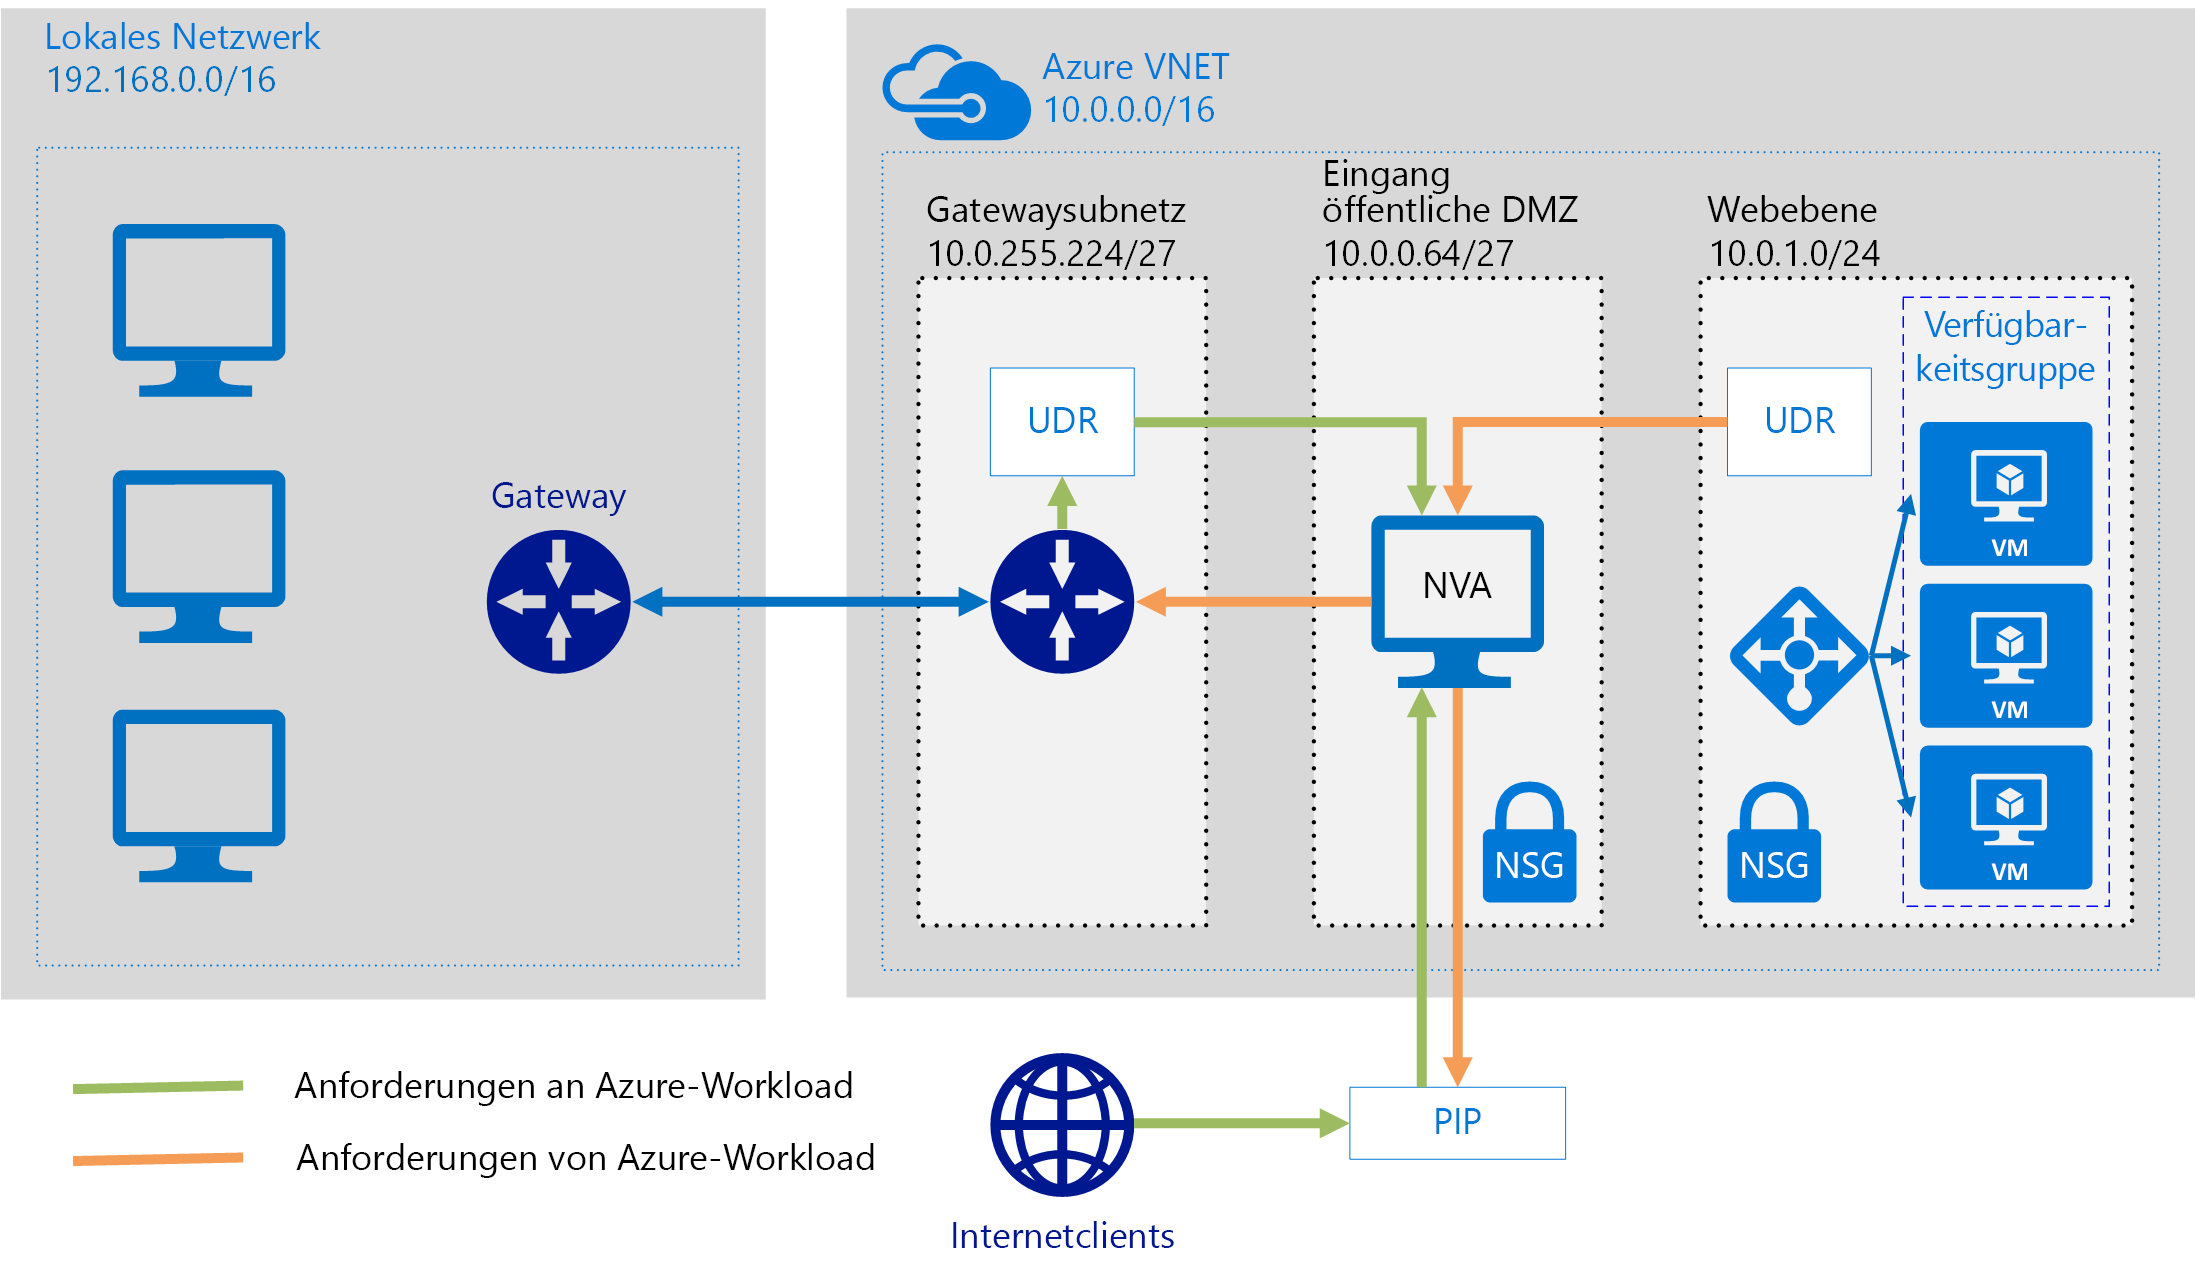 Lokales Netzwerk
192.168.0.0/16
Azure VNET
10.0.0.0/16
Gatewaysubnetz
10.0.255.224/27
Eingang
öffentliche DMZ
10.0.0.64/27
Webebene
10.0.1.0/24
Verfügbar-
keitsgruppe
UDR
UDR
Gateway
NVA
VM
VM
VM
NSG
NSG
Anforderungen an Azure-Workload
Anforderungen von Azure-Workload
PIP
Internetclients